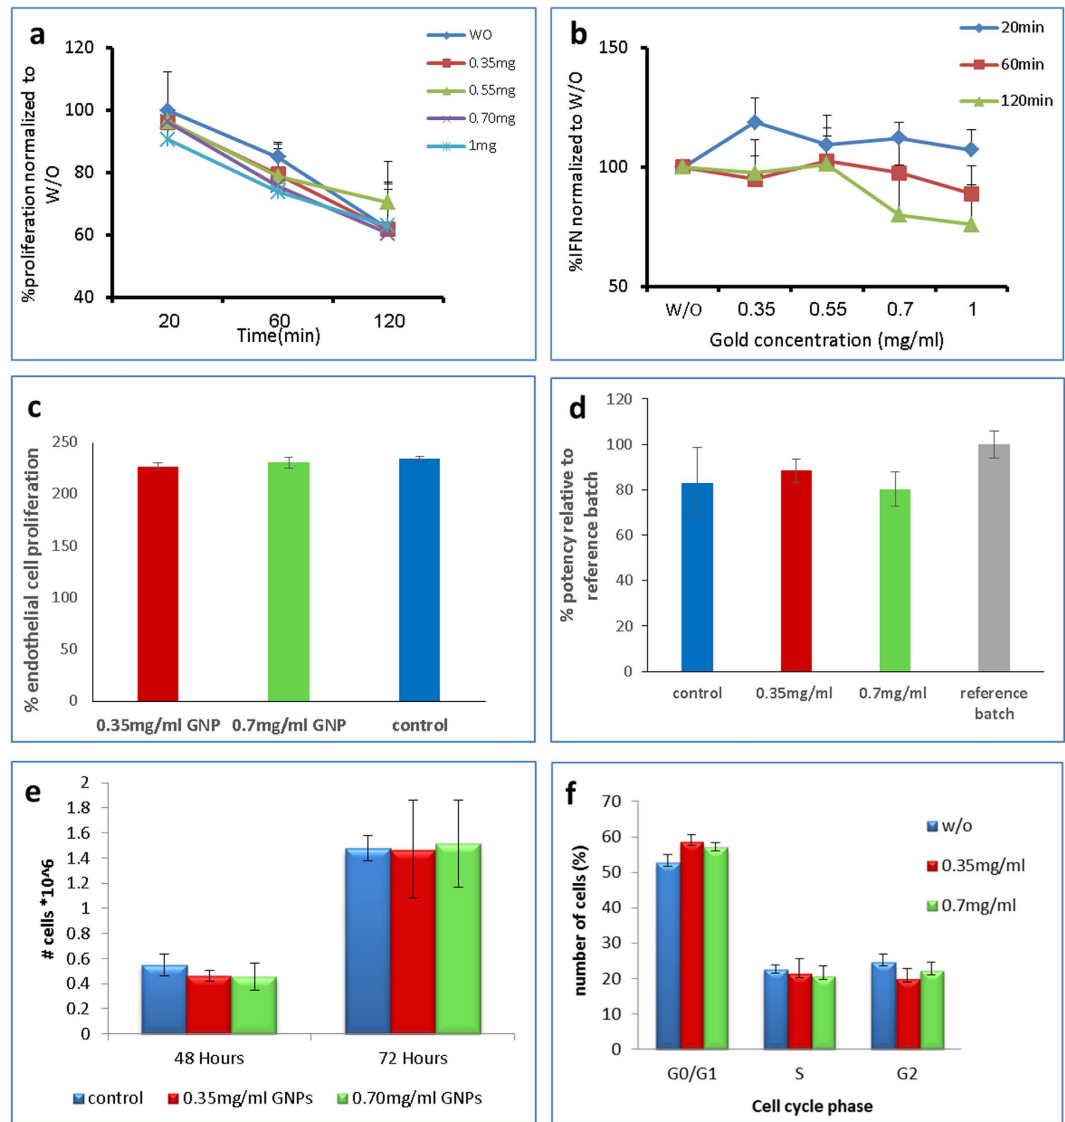 a
%proliferation normalized to
W/O
120
100
80
60
40
20
60
120
Time(min)
WO
0.35mg
0.55mg
0.70mg
1mg
b
%IFN normalized to W/O
150
100
50
W/O
0.35
0.55
0.7
1
Gold concentration (mg/ml)
20min
60min
120min
c
% endothelial cell proliferation
250
200
150
100
50
0
0.35mg/ml GNP
0.7mg/ml GNP
control
d
% potency relative to
reference batch
120
100
80
60
40
20
0
control
0.35mg/ml
0.7mg/ml
reference
batch
e
# cells *10^6
2
1.8
1.6
1.4
1.2
1
0.8
0.6
0.4
0.2
0
48 Hours
72 Hours
control
0.35mg/ml GNPs
0.70mg/ml GNPs
f
number of cells (%)
70
60
50
40
30
20
10
0
G0/G1
S
G2
Cell cycle phase
w/o
0.35mg/ml
0.7mg/ml